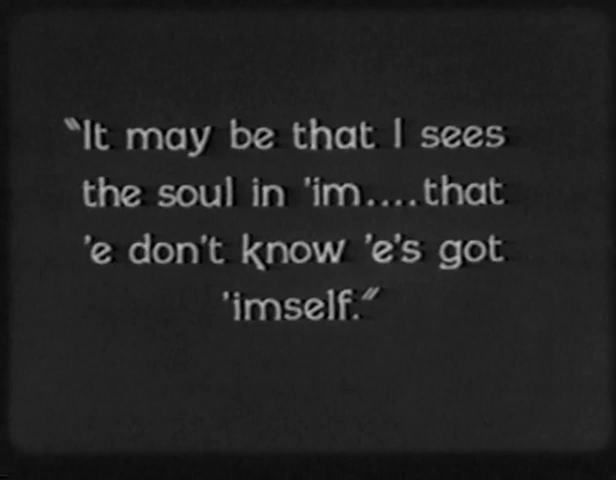 "It may be that I sees
the soul in 'im....that
'e don't know 'e's got
'imself."